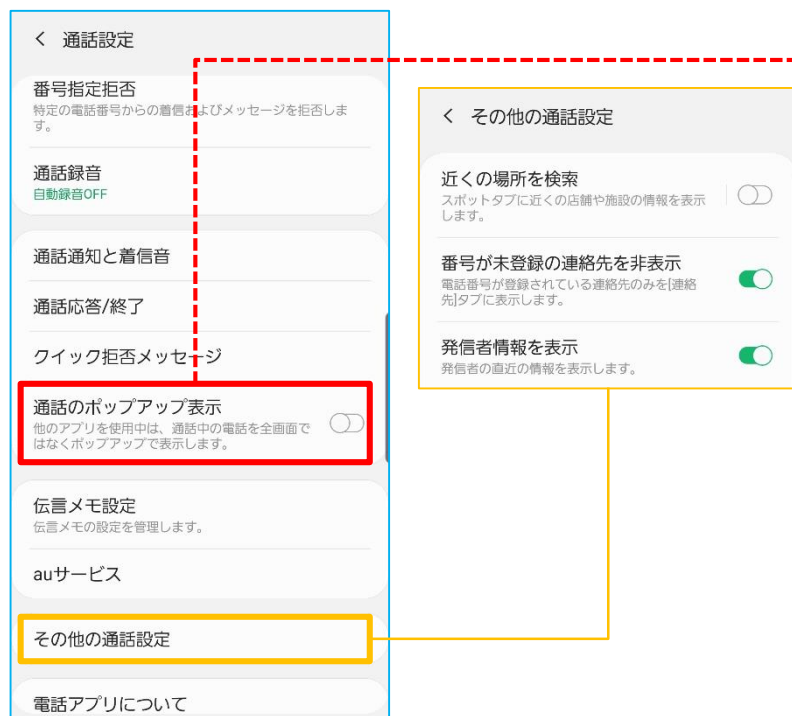 通話設定
番号指定拒否
特定の電話番号からの着信およびメッセージを拒否しま
す。
通話録音
自動録音OFF
通話通知と着信音
通話応答/終了
クイック拒否メッセージ
通話のポップアップ表示
他のアプリを使用中は、通話中の電話を全画面で
はなくポップアップで表示します。
伝言メモ設定
伝言メモの設定を管理します。
auサービス
その他の通話設定
電話アプリについて
その他の通話設定
近くの場所を検索
スポットタブに近くの店舗や施設の情報を表示
します。
番号が未登録の連絡先を非表示
電話番号が登録されている連絡先のみを[連絡
先]タブに表示します。
発信者情報を表示
発信者の直近の情報を表示します。